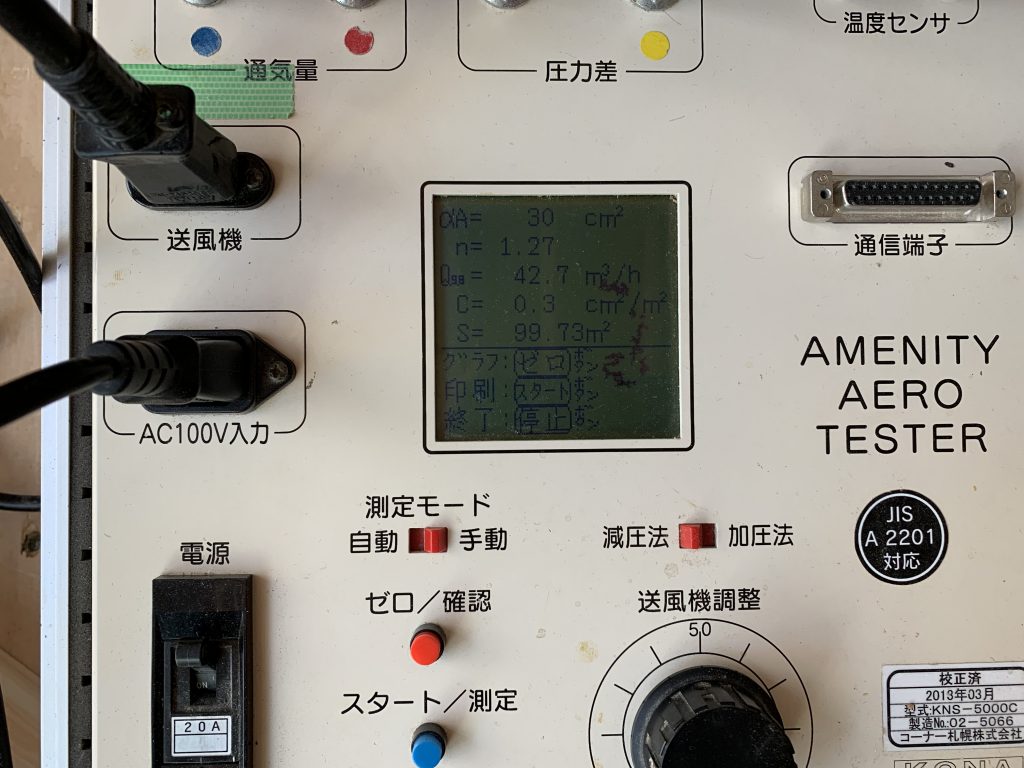 温度センサ
通気量
圧力差
送風機
通信端子
αA= 30 cm²
n= 1.27
Q₉.₈= 42.7 m³/h
C= 0.3 cm²/m²
S= 99.73m²
グラフ:ゼロボタン
印刷:スタートボタン
終了:停止ボタン
AMENITY
AERO
TESTER
AC100V入力
測定モード
自動 手動
減圧法 加圧法
JIS
A 2201
対応
電源
ゼロ/確認
送風機調整
50
ON
20A
スタート/測定
校正済
2013年03月
型式:KNS-5000C
製造No.:02-5066
コーナー札幌株式会社
KONA